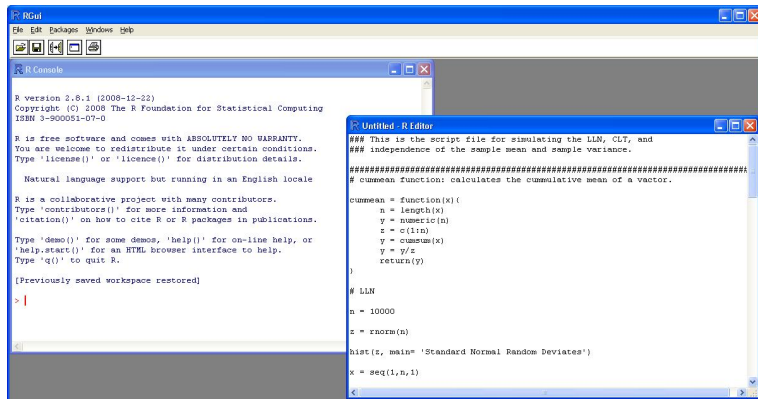 RGui
File Edit Packages Windows Help
R Console
R version 2.8.1 (2008-12-22)
Copyright (C) 2008 The R Foundation for Statistical Computing
ISBN 3-900051-07-0
R is free software and comes with ABSOLUTELY NO WARRANTY.
You are welcome to redistribute it under certain conditions.
Type 'license()' or 'licence()' for distribution details.
Natural language support but running in an English locale
R is a collaborative project with many contributors.
Type 'contributors()' for more information and
'citation()' on how to cite R or R packages in publications.
Type 'demo()' for some demos, 'help()' for on-line help, or
'help.start()' for an HTML browser interface to help.
Type 'q()' to quit R.
[Previously saved workspace restored]
>
Untitled - R Editor
### This is the script file for simulating the LLN, CLT, and
### independence of the sample mean and sample variance.
################################################################################
# cummean function: calculates the cummulative mean of a vactor.
cummean = function(x){
n = length(x)
y = numeric(n)
z = c(1:n)
y = cumsum(x)
y = y/z
return(y)
}
# LLN
n = 10000
z = rnorm(n)
hist(z, main= 'Standard Normal Random Deviates')
x = seq(1,n,1)